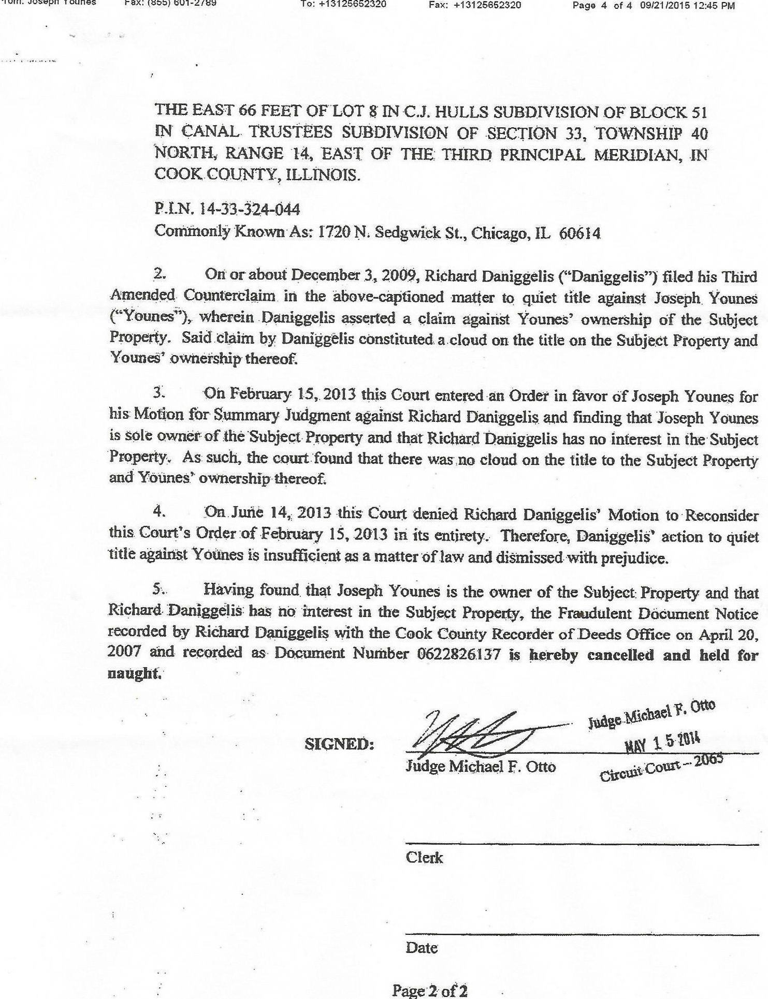 From: Joseph Younes Fax: (855) 601-2789 To: +13125652320 Fax: +13125652320 Page 4 of 4 09/21/2015 12:45 PM
THE EAST 66 FEET OF LOT 8 IN C.J. HULLS SUBDIVISION OF BLOCK 51
IN CANAL TRUSTEES SUBDIVISION OF SECTION 33, TOWNSHIP 40
NORTH, RANGE 14, EAST OF THE THIRD PRINCIPAL MERIDIAN, IN
COOK COUNTY, ILLINOIS.
P.I.N. 14-33-324-044
Commonly Known As: 1720 N. Sedgwick St., Chicago, IL 60614
2. On or about December 3, 2009, Richard Daniggelis ("Daniggelis") filed his Third
Amended Counterclaim in the above-captioned matter to quiet title against Joseph Younes
("Younes"), wherein Daniggelis asserted a claim against Younes' ownership of the Subject
Property. Said claim by Daniggelis constituted a cloud on the title on the Subject Property and
Younes' ownership thereof.
3. On February 15, 2013 this Court entered an Order in favor of Joseph Younes for
his Motion for Summary Judgment against Richard Daniggelis and finding that Joseph Younes
is sole owner of the Subject Property and that Richard Daniggelis has no interest in the Subject
Property. As such, the court found that there was no cloud on the title to the Subject Property
and Younes' ownership thereof.
4. On June 14, 2013 this Court denied Richard Daniggelis' Motion to Reconsider
this Court's Order of February 15, 2013 in its entirety. Therefore, Daniggelis' action to quiet
title against Younes is insufficient as a matter of law and dismissed with prejudice.
5. Having found that Joseph Younes is the owner of the Subject Property and that
Richard Daniggelis has no interest in the Subject Property, the Fraudulent Document Notice
recorded by Richard Daniggelis with the Cook County Recorder of Deeds Office on April 20,
2007 and recorded as Document Number 0622826137 is hereby cancelled and held for
naught.
Judge Michael F. Otto
MAY 15 2014
Circuit Court – 2065
SIGNED:
Judge Michael F. Otto
Clerk
Date
Page 2 of 2